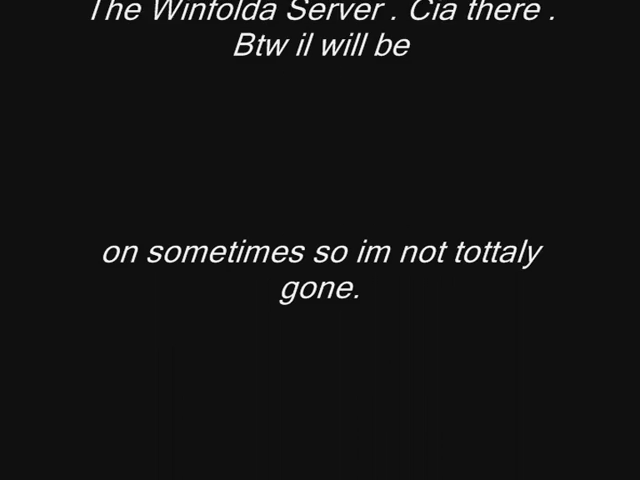 The Winfolda Server . Cia there .
Btw il will be
on sometimes so im not tottaly
gone.